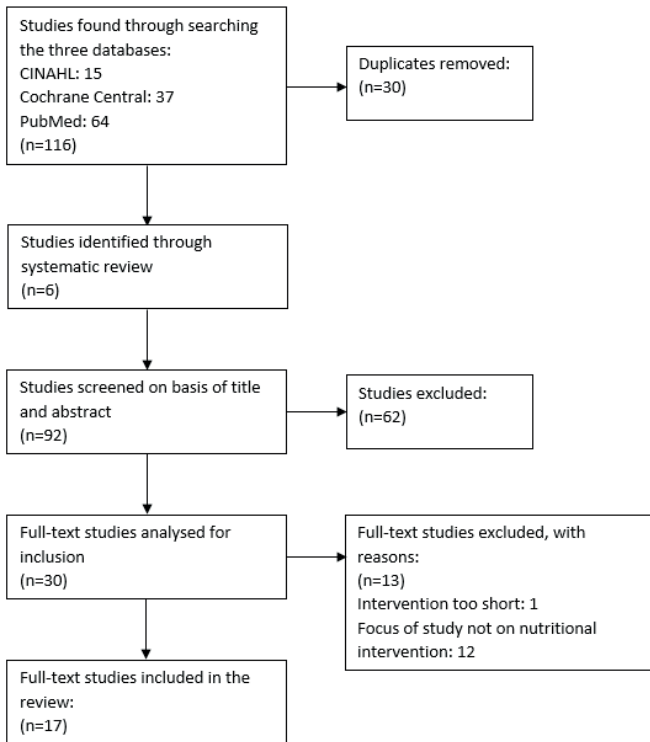 Studies found through searching
the three databases:
CINAHL: 15
Cochrane Central: 37
PubMed: 64
(n=116)
Duplicates removed:
(n=30)
Studies identified through
systematic review
(n=6)
Studies screened on basis of title
and abstract
(n=92)
Studies excluded:
(n=62)
Full-text studies analysed for
inclusion
(n=30)
Full-text studies excluded, with
reasons:
(n=13)
Intervention too short: 1
Focus of study not on nutritional
intervention: 12
Full-text studies included in the
review:
(n=17)